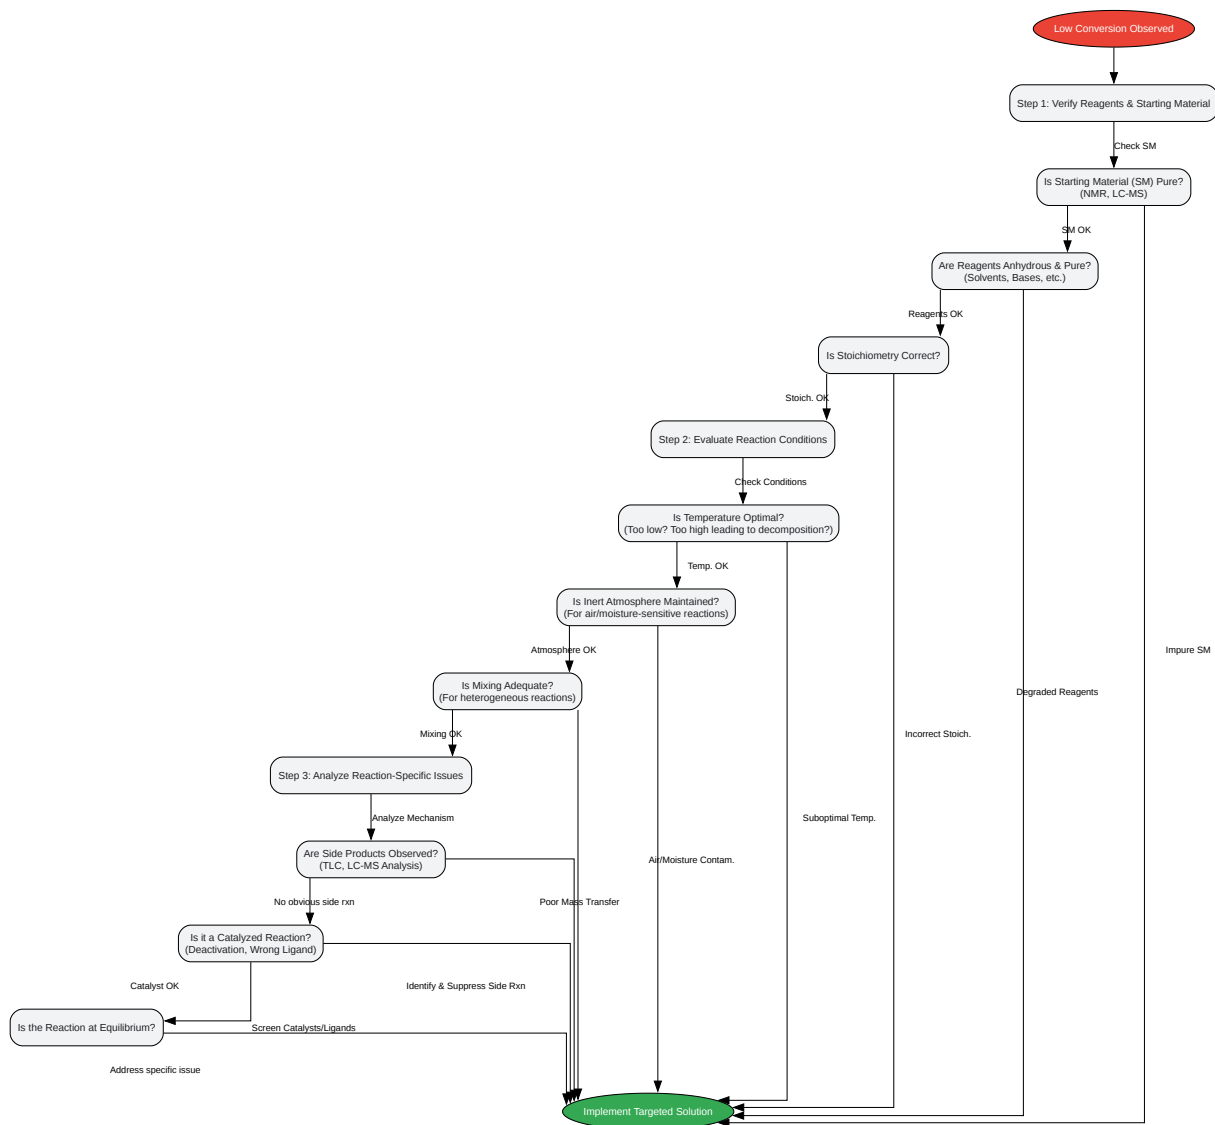 Low Conversion Observed
Step 1: Verify Reagents & Starting Material
Check SM
Is Starting Material (SM) Pure?
(NMR, LC-MS)
SM OK
Are Reagents Anhydrous & Pure?
(Solvents, Bases, etc.)
Reagents OK
Is Stoichiometry Correct?
Stoich. OK
Step 2: Evaluate Reaction Conditions
Check Conditions
Is Temperature Optimal?
(Too low? Too high leading to decomposition?)
Temp. OK
Is Inert Atmosphere Maintained?
(For air/moisture-sensitive reactions)
Atmosphere OK
Impure SM
Is Mixing Adequate?
(For heterogeneous reactions)
Degraded Reagents
Mixing OK
Incorrect Stoich.
Step 3: Analyze Reaction-Specific Issues
Analyze Mechanism
Suboptimal Temp.
Are Side Products Observed?
(TLC, LC-MS Analysis)
Air/Moisture Contam.
No obvious side rxn
Poor Mass Transfer
Is it a Catalyzed Reaction?
(Deactivation, Wrong Ligand)
Catalyst OK
Identify & Suppress Side Rxn
Is the Reaction at Equilibrium?
Screen Catalysts/Ligands
Address specific issue
Implement Targeted Solution